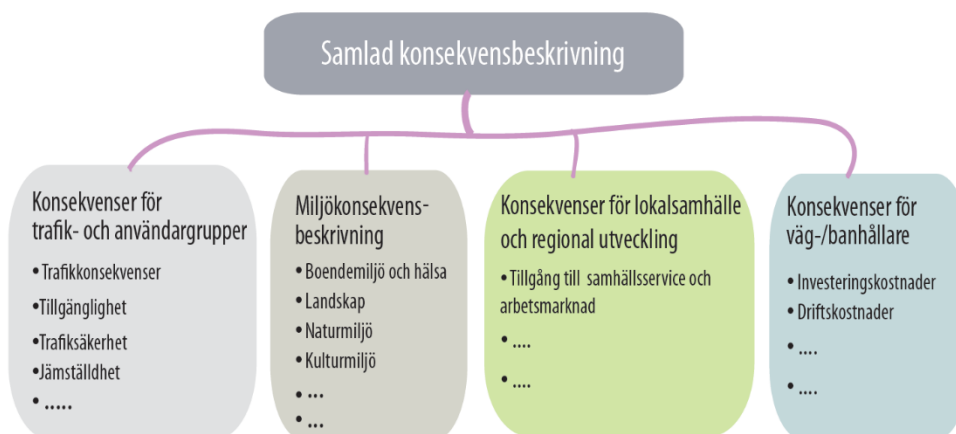 Samlad konsekvensbeskrivning
Konsekvenser för
trafik- och användargrupper
• Trafikkonsekvenser
• Tillgänglighet
• Trafiksäkerhet
• Jämställdhet
• .....
Miljökonsekvens-
beskrivning
• Boendemiljö och hälsa
• Landskap
• Naturmiljö
• Kulturmiljö
• ...
• ...
Konsekvenser för lokalsamhälle
och regional utveckling
• Tillgång till samhällsservice och
arbetsmarknad
• ....
• ....
Konsekvenser för
väg-/banhållare
• Investeringskostnader
• Driftskostnader
• ....
• ....